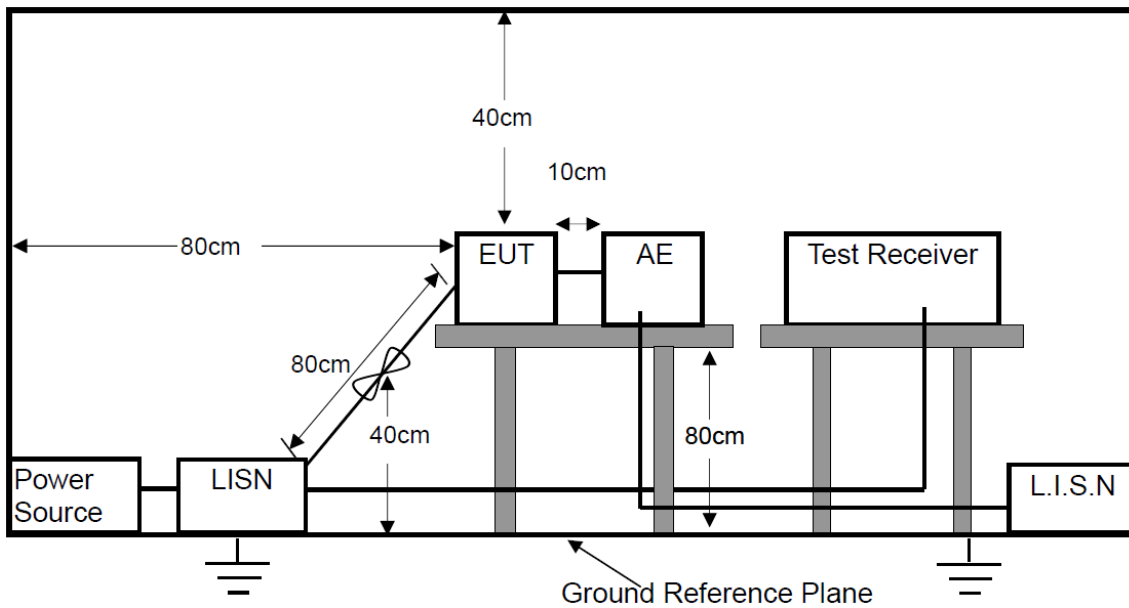 40cm
10cm
80cm
EUT
AE
Test Receiver
80cm
40cm
80cm
Power
Source
LISN
L.I.S.N
Ground Reference Plane